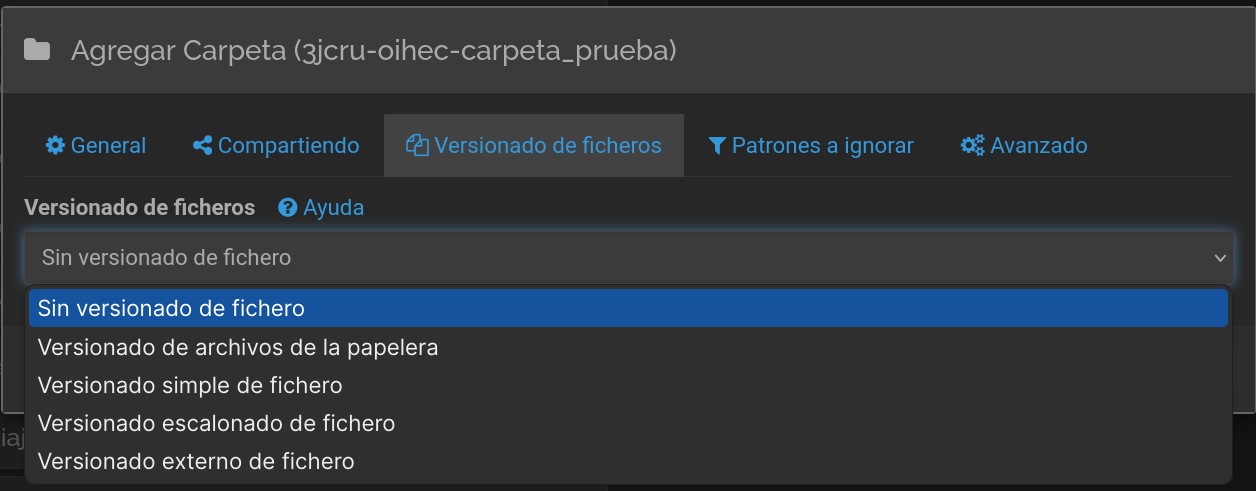 Agregar Carpeta (3jcru-oihec-carpeta_prueba)
General Compartiendo Versionado de ficheros Patrones a ignorar Avanzado
Versionado de ficheros Ayuda
Sin versionado de fichero
Sin versionado de fichero
Versionado de archivos de la papelera
Versionado simple de fichero
Versionado escalonado de fichero
Versionado externo de fichero